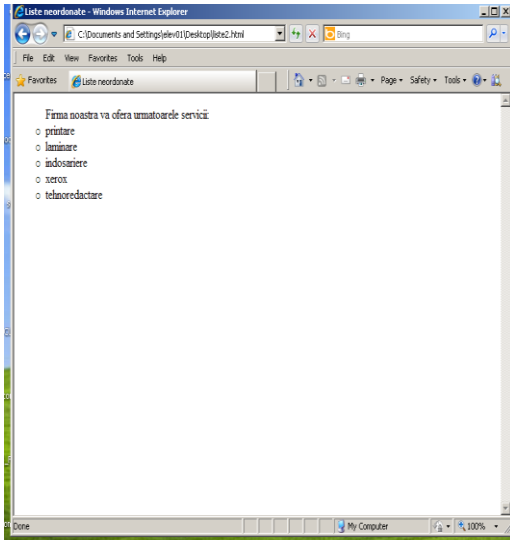 Liste neordonate - Windows Internet Explorer
C:\Documents and Settings\elev01\Desktop\liste2.html
Bing
File Edit View Favorites Tools Help
Favorites Liste neordonate Page Safety Tools
Firma noastra va ofera urmatoarele servicii:
o printare
o laminare
o indosariere
o xerox
o tehnoredactare
Done My Computer 100%